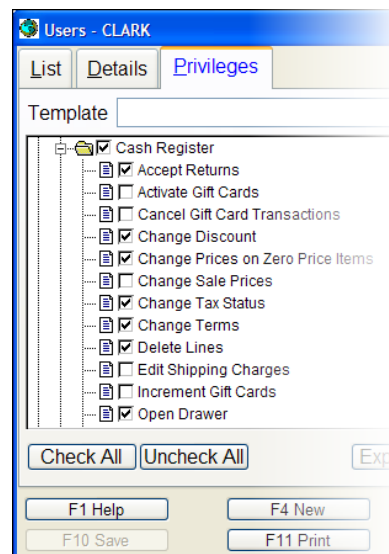 Users - CLARK
List Details Privileges
Template
Cash Register
Accept Returns
Activate Gift Cards
Cancel Gift Card Transactions
Change Discount
Change Prices on Zero Price Items
Change Sale Prices
Change Tax Status
Change Terms
Delete Lines
Edit Shipping Charges
Increment Gift Cards
Open Drawer
Check All Uncheck All
F1 Help F4 New
F10 Save F11 Print